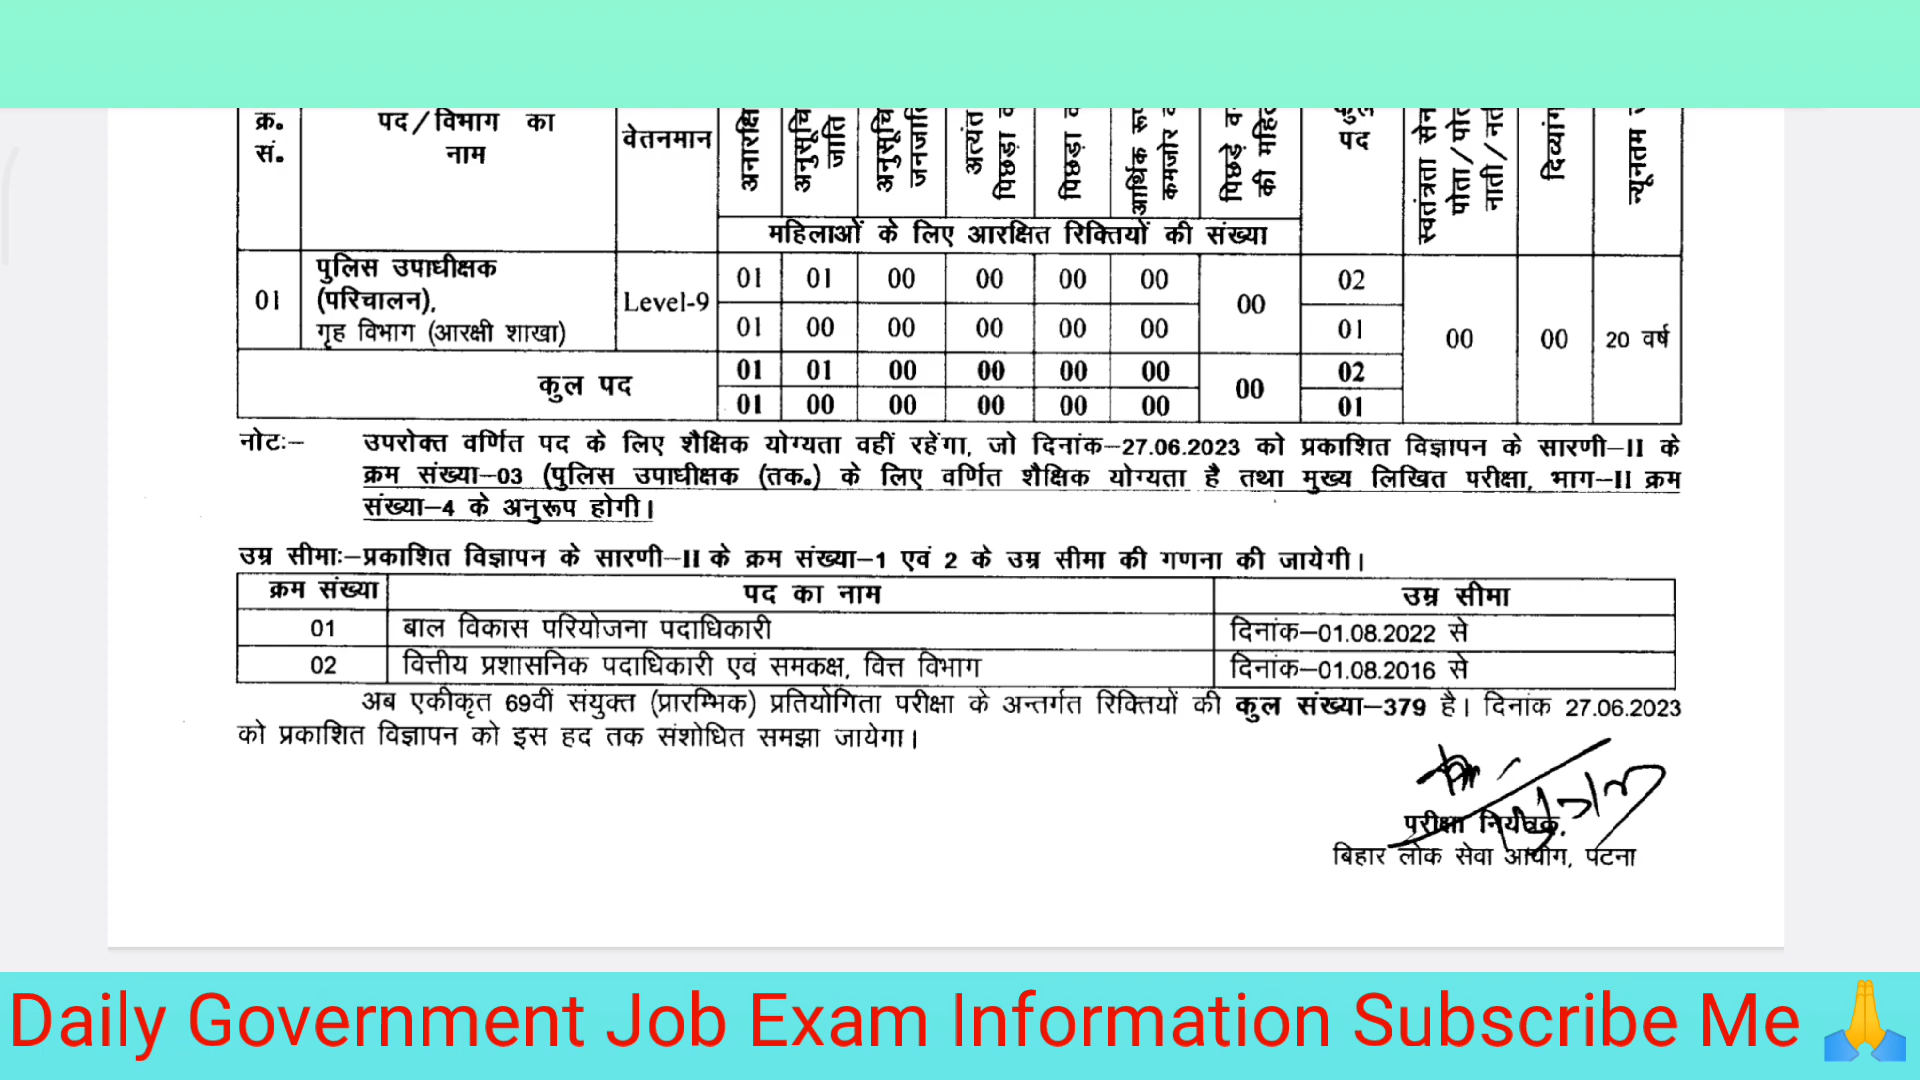 क्र. सं.
पद/विभाग का नाम
वेतनमान
जाति
पिछड़ा
पिछड़ा
की
पद
पोता/
नाती/
महिलाओं के लिए आरक्षित रिक्तियों की संख्या
01 पुलिस उपाधीक्षक (परिचालन), गृह विभाग (आरक्षी शाखा) Level-9
01 01 00 00 00 00 00 02
01 00 00 00 00 00 01
00 00 20 वर्ष
कुल पद
01 01 00 00 00 00 00 02
01 00 00 00 00 00 01
नोटः– उपरोक्त वर्णित पद के लिए शैक्षिक योग्यता वहीं रहेंगा, जो दिनांक–27.06.2023 को प्रकाशित विज्ञापन के सारणी–II के
क्रम संख्या–03 (पुलिस उपाधीक्षक (तक०) के लिए वर्णित शैक्षिक योग्यता है तथा मुख्य लिखित परीक्षा, भाग–II क्रम
संख्या–4 के अनुरूप होगी।
उम्र सीमाः–प्रकाशित विज्ञापन के सारणी–II के क्रम संख्या–1 एवं 2 के उम्र सीमा की गणना की जायेगी।
क्रम संख्या पद का नाम उम्र सीमा
01 बाल विकास परियोजना पदाधिकारी दिनांक–01.08.2022 से
02 वित्तीय प्रशासनिक पदाधिकारी एवं समकक्ष, वित्त विभाग दिनांक–01.08.2016 से
अब एकीकृत 69वीं संयुक्त (प्रारम्भिक) प्रतियोगिता परीक्षा के अन्तर्गत रिक्तियों की कुल संख्या–379 है। दिनांक 27.06.2023
को प्रकाशित विज्ञापन को इस हद तक संशोधित समझा जायेगा।
परीक्षा नियंत्रक,
बिहार लोक सेवा आयोग, पटना
Daily Government Job Exam Information Subscribe Me 🙏